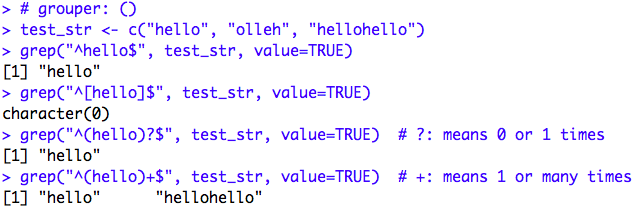 > # grouper: ()
> test_str <- c("hello", "olleh", "hellohello")
> grep("^hello$", test_str, value=TRUE)
[1] "hello"
> grep("^[hello]$", test_str, value=TRUE)
character(0)
> grep("^(hello)?$", test_str, value=TRUE)  # ?: means 0 or 1 times
[1] "hello"
> grep("^(hello)+$", test_str, value=TRUE)  # +: means 1 or many times
[1] "hello"      "hellohello"